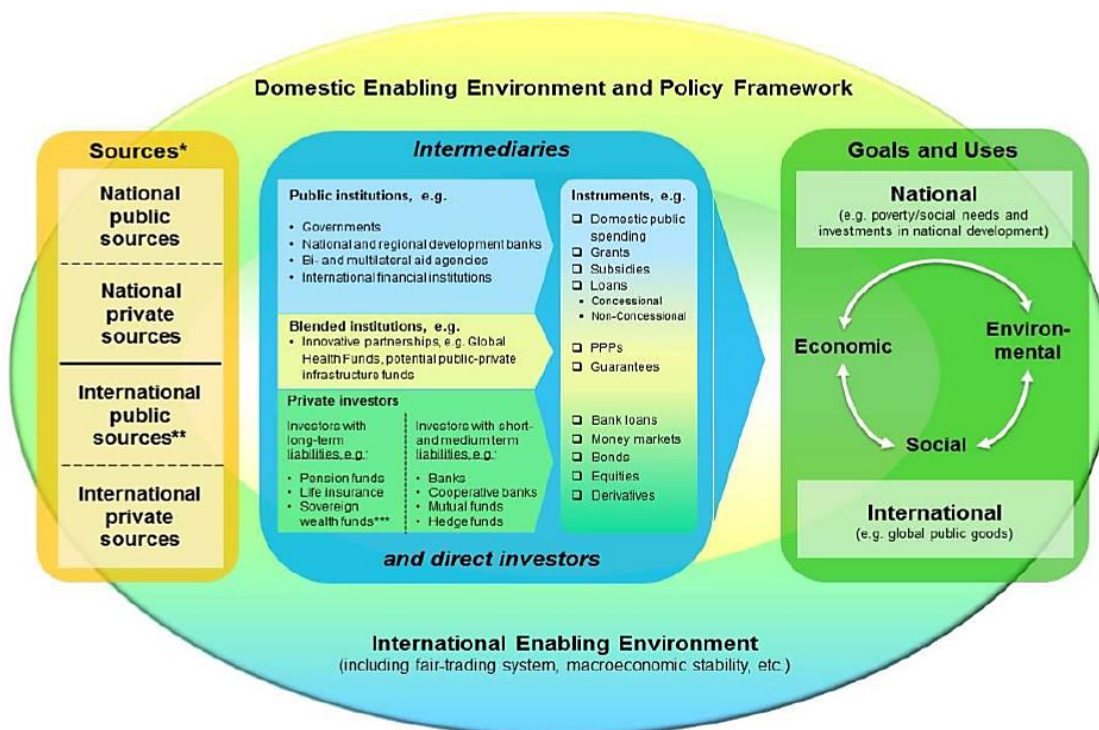 Domestic Enabling Environment and Policy Framework
Sources*
National
public
sources
National
private
sources
International
public
sources**
International
private
sources
Intermediaries
Public institutions, e.g.
• Governments
• National and regional development banks
• Bi- and multilateral aid agencies
• International financial institutions
Blended institutions, e.g.
• Innovative partnerships, e.g. Global
Health Funds, potential public-private
infrastructure funds
Private investors
Investors with
long-term
liabilities, e.g.:
• Pension funds
• Life insurance
• Sovereign
wealth funds***
Investors with short-
and medium term
liabilities, e.g.:
• Banks
• Cooperative banks
• Mutual funds
• Hedge funds
Instruments, e.g.
❑ Domestic public
spending
❑ Grants
❑ Subsidies
❑ Loans
• Concessional
• Non-Concessional
❑ PPPs
❑ Guarantees
❑ Bank loans
❑ Money markets
❑ Bonds
❑ Equities
❑ Derivatives
and direct investors
Goals and Uses
National
(e.g. poverty/social needs and
investments in national development)
Economic
Environ-
mental
Social
International
(e.g. global public goods)
International Enabling Environment
(including fair-trading system, macroeconomic stability, etc.)